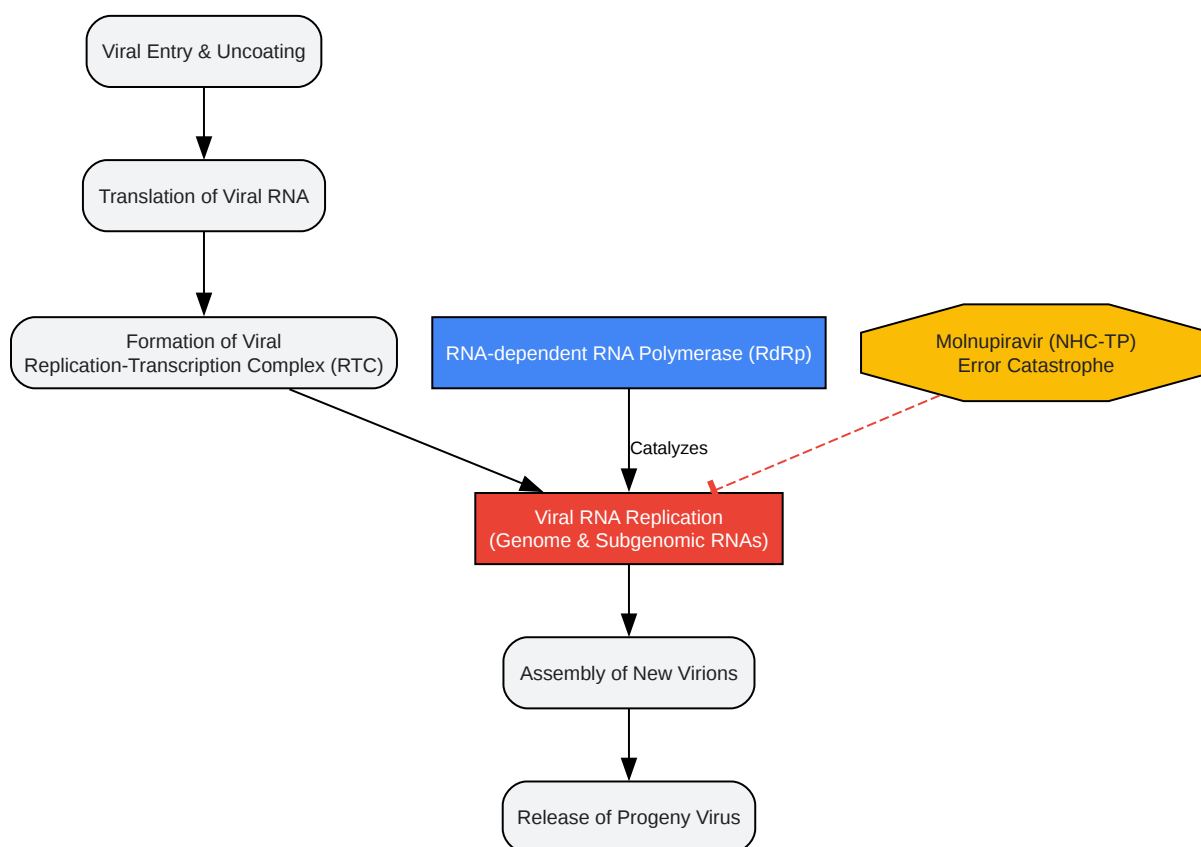 Viral Entry & Uncoating
Translation of Viral RNA
Formation of Viral
Replication-Transcription Complex (RTC)
RNA-dependent RNA Polymerase (RdRp)
Molnupiravir (NHC-TP)
Error Catastrophe
Catalyzes
Viral RNA Replication
(Genome & Subgenomic RNAs)
Assembly of New Virions
Release of Progeny Virus